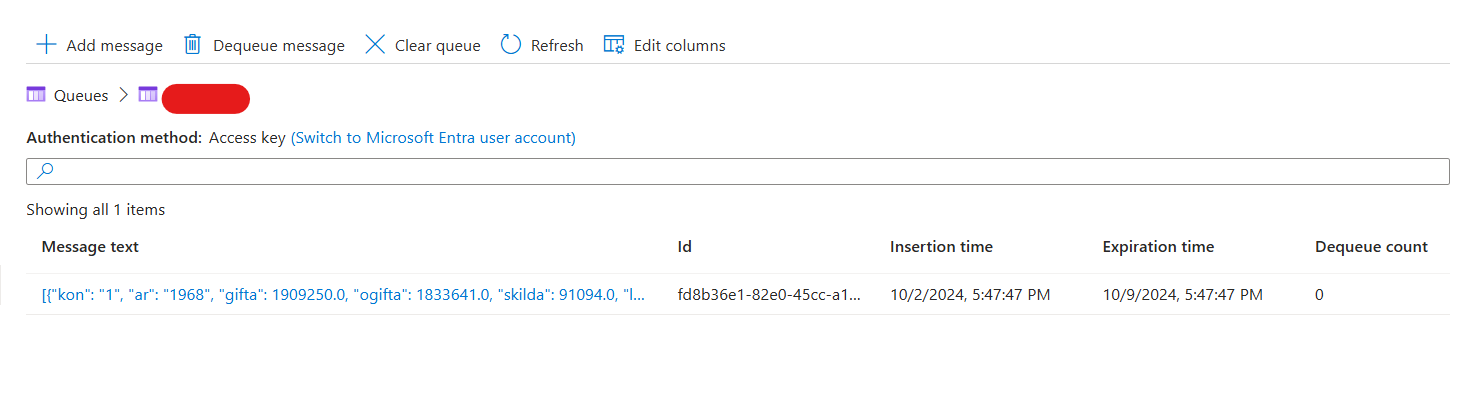 Add message Dequeue message Clear queue Refresh Edit columns
Queues >
Authentication method: Access key (Switch to Microsoft Entra user account)
Showing all 1 items
Message text Id Insertion time Expiration time Dequeue count
[{"kon": "1", "ar": "1968", "gifta": 1909250.0, "ogifta": 1833641.0, "skilda": 91094.0, "l... fd8b36e1-82e0-45cc-a1... 10/2/2024, 5:47:47 PM 10/9/2024, 5:47:47 PM 0